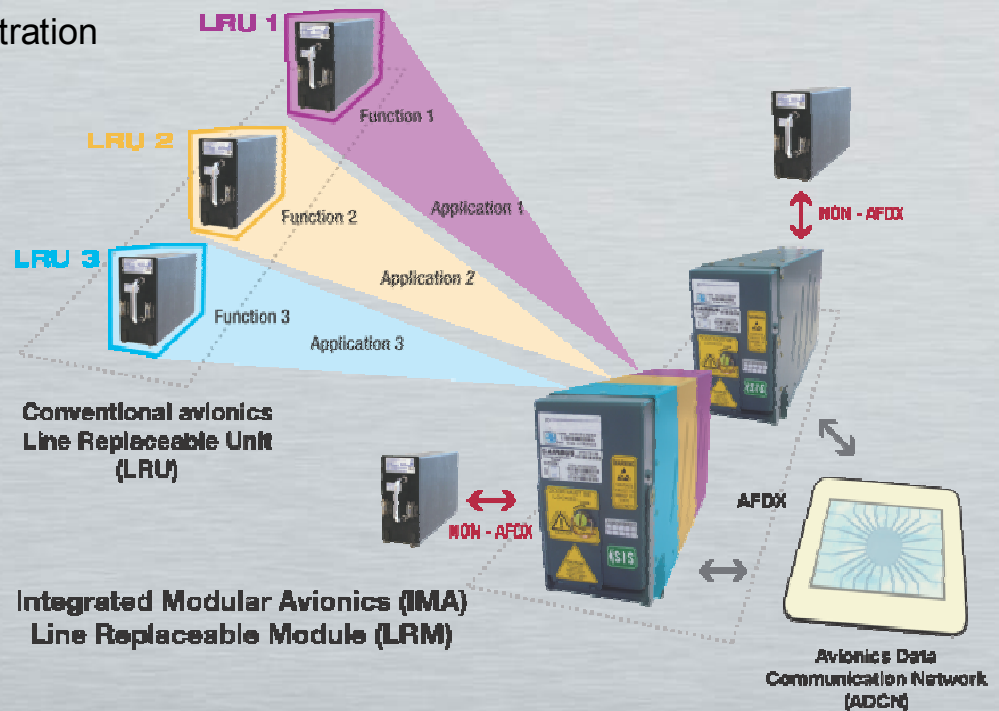 tration
LRU 1
Function 1
LRU 2
Application 1
NON - AFDX
Function 2
LRU 3
Application 2
Function 3
Application 3
Conventional avionics
Line Replaceable Unit
(LRU)
NON - AFDX
AFDX
Integrated Modular Avionics (IMA)
Line Replaceable Module (LRM)
Avionics Data
Communication Network
(ADCN)